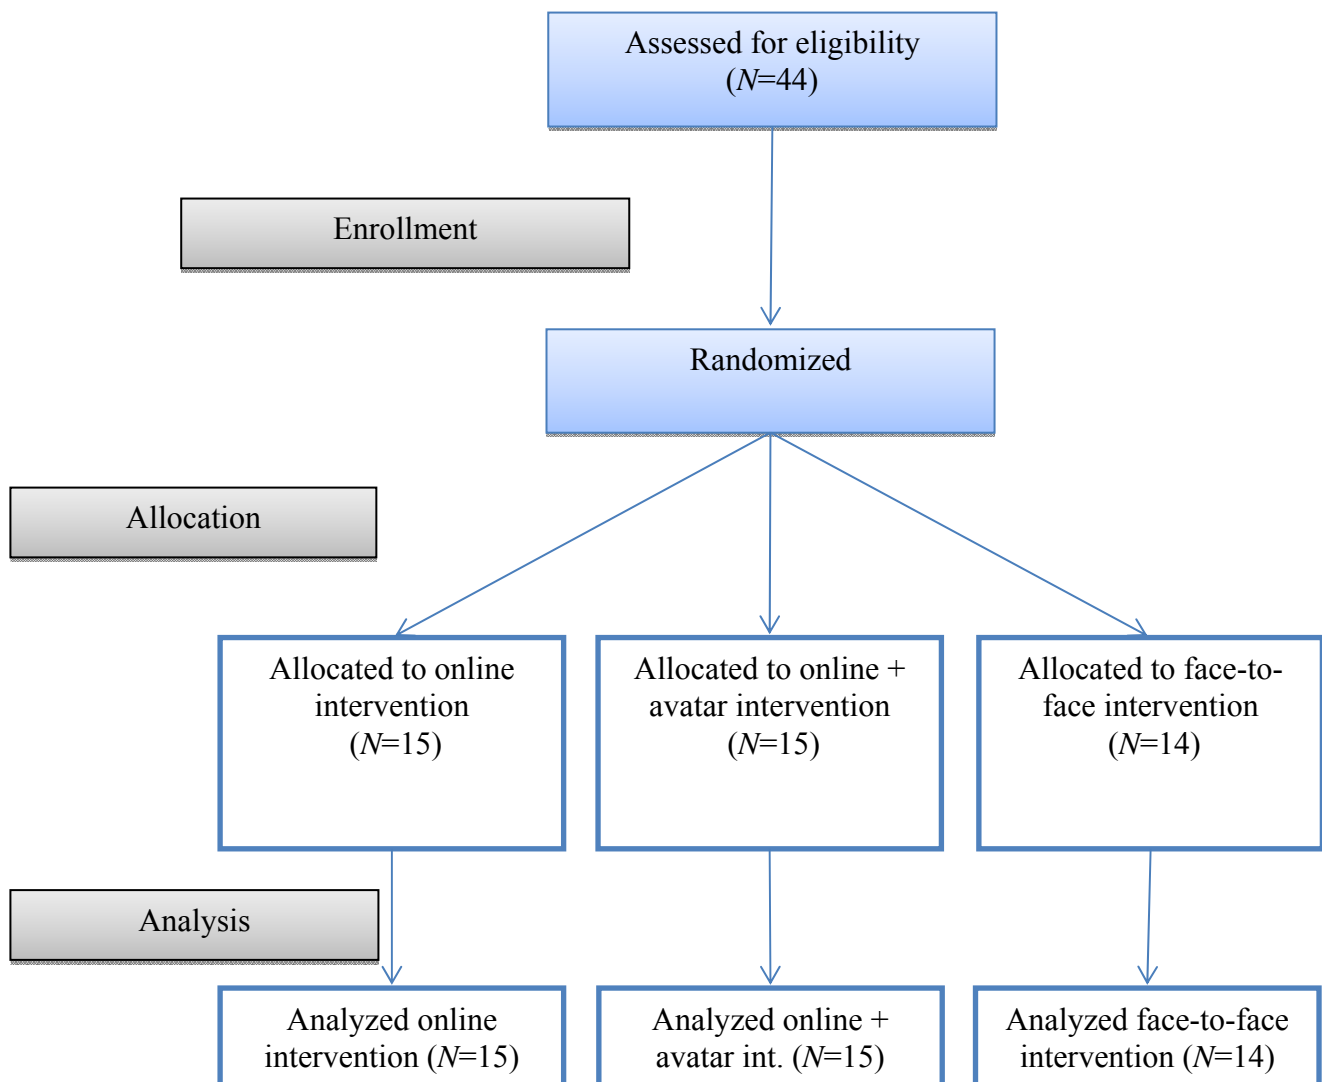 Assessed for eligibility
(N=44)
Enrollment
Randomized
Allocation
Allocated to online
intervention
(N=15)
Allocated to online +
avatar intervention
(N=15)
Allocated to face-to-
face intervention
(N=14)
Analysis
Analyzed online
intervention (N=15)
Analyzed online +
avatar int. (N=15)
Analyzed face-to-face
intervention (N=14)